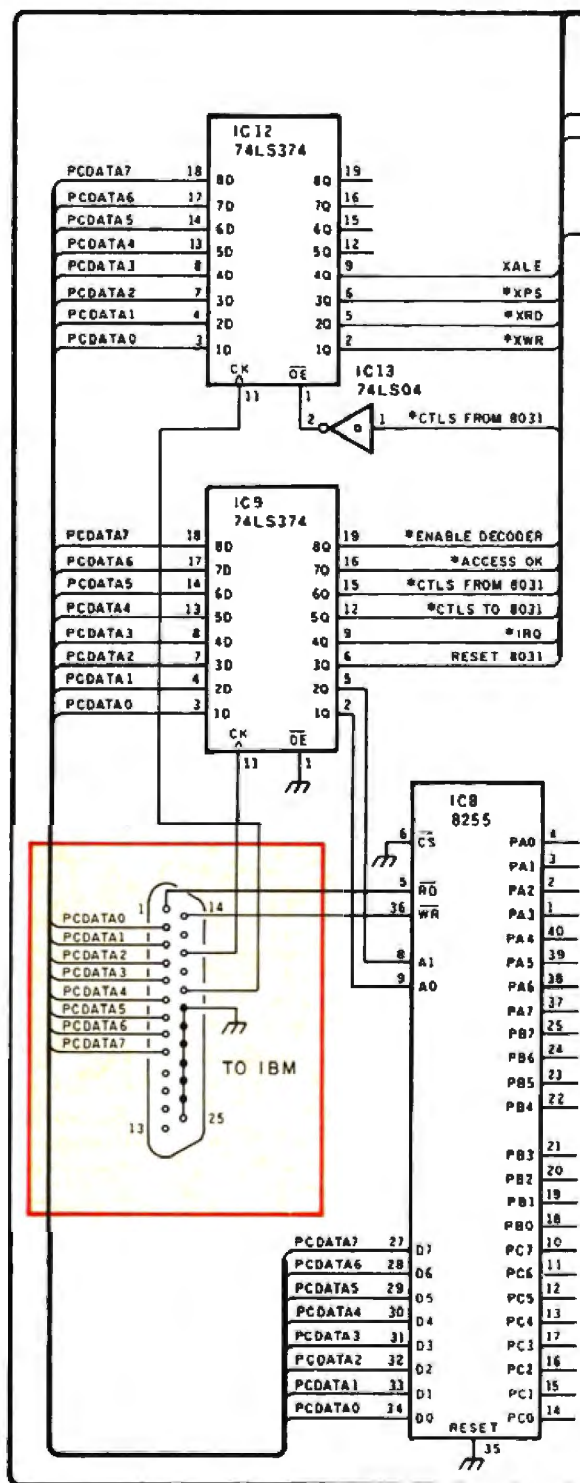 IC12
74LS374
PCDATA7 18 8D 8Q 19
PCDATA6 17 7D 7Q 16
PCDATA5 14 6D 6Q 15
PCDATA4 13 5D 5Q 12
PCDATA3 8 4D 4Q 9 XALE
PCDATA2 7 3D 3Q 6 *XPS
PCDATA1 4 2D 2Q 5 *XRD
PCDATA0 3 1D 1Q 2 *XWR
CK OE
11 1
IC13
74LS04
2 1 *CTLS FROM 8031
IC9
74LS374
PCDATA7 18 8D 8Q 19 *ENABLE DECODER
PCDATA6 17 7D 7Q 16 *ACCESS OK
PCDATA5 14 6D 6Q 15 *CTLS FROM 8031
PCDATA4 13 5D 5Q 12 *CTLS TO 8031
PCDATA3 8 4D 4Q 9 *IRQ
PCDATA2 7 3D 3Q 6 RESET 8031
PCDATA1 4 2D 2Q 5
PCDATA0 3 1D 1Q 2
CK OE
11 1
1 14
PCDATA0
PCDATA1
PCDATA2
PCDATA3
PCDATA4
PCDATA5
PCDATA6
PCDATA7
TO IBM
13 25
IC8
8255
6 CS PA0 4
PA1 3
5 RD PA2 2
36 WR PA3 1
PA4 40
8 A1 PA5 39
9 A0 PA6 38
PA7 37
PB7 25
PB6 24
PB5 23
PB4 22
PB3 21
PB2 20
PB1 19
PB0 18
PCDATA7 27 D7 PC7 10
PCDATA6 28 D6 PC6 11
PCDATA5 29 D5 PC5 12
PCDATA4 30 D4 PC4 13
PCDATA3 31 D3 PC3 17
PCDATA2 32 D2 PC2 16
PCDATA1 33 D1 PC1 15
PCDATA0 34 D0 PC0 14
RESET
35